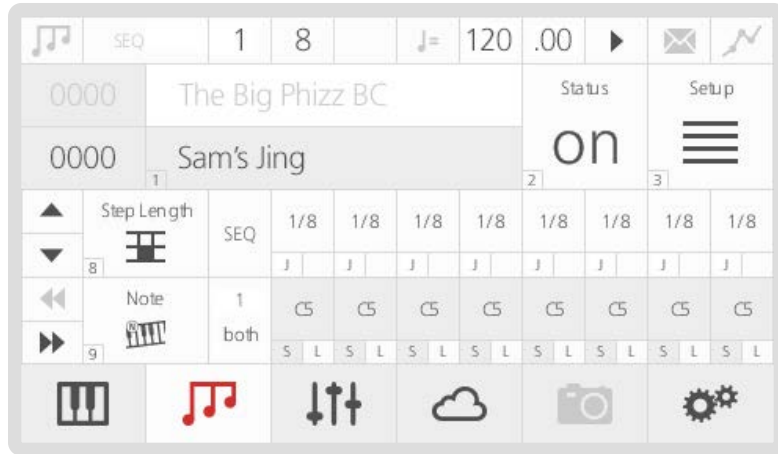 SEQ 1 8 ♩= 120 .00
0000 The Big Phizz BC Status Setup
0000 1 Sam's Jing on 2 3
Step Length 8 SEQ 1/8 1/8 1/8 1/8 1/8 1/8 1/8 1/8
J J J J J J J J
Note N 9 1 C5 C5 C5 C5 C5 C5 C5 C5
both
S L S L S L S L S L S L S L S L